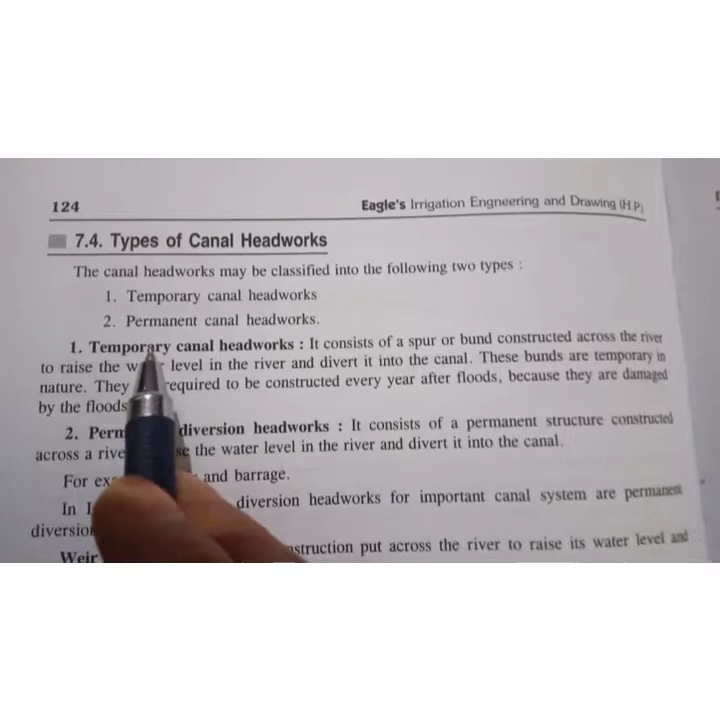 124
Eagle's Irrigation Engneering and Drawing (H.P)
7.4. Types of Canal Headworks
The canal headworks may be classified into the following two types :
1. Temporary canal headworks
2. Permanent canal headworks.
1. Temporary canal headworks : It consists of a spur or bund constructed across the river
to raise the level in the river and divert it into the canal. These bunds are temporary in
nature. They required to be constructed every year after floods, because they are damaged
by the floods
2. diversion headworks : It consists of a permanent structure constructed
across a the water level in the river and divert it into the canal.
For and barrage.
In diversion headworks for important canal system are permanent
Weir put across the river to raise its water level and